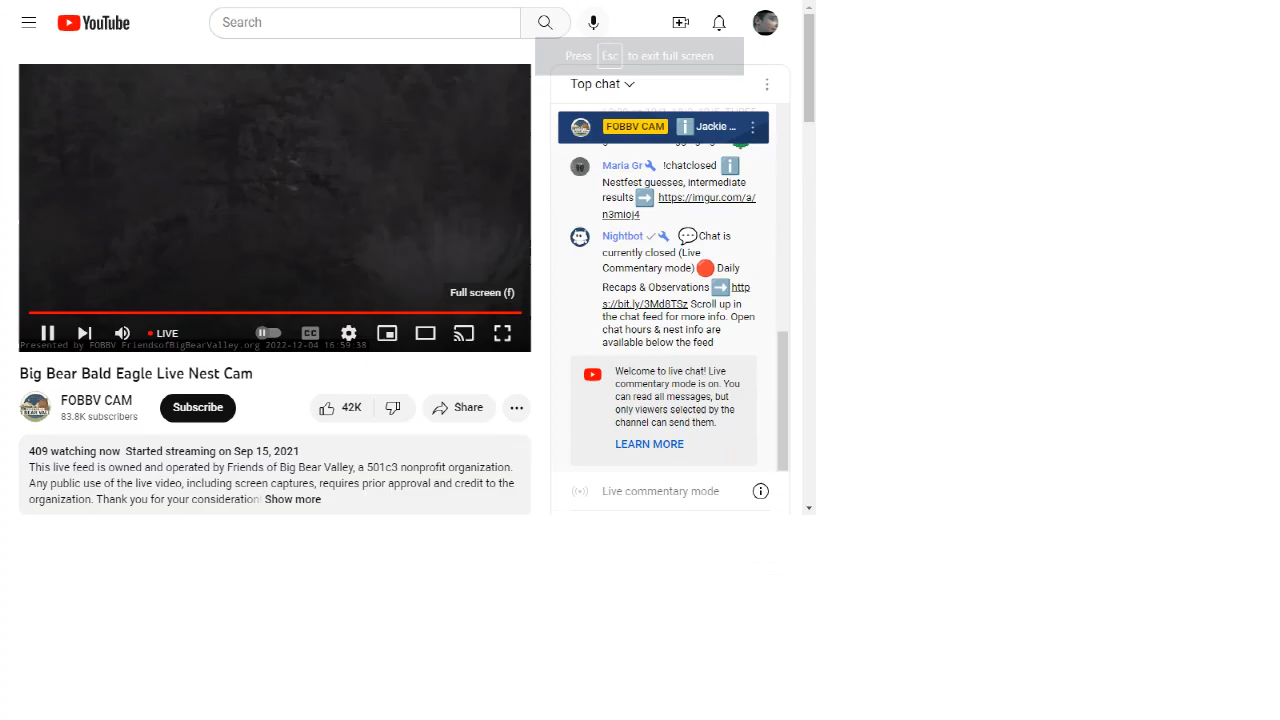 YouTube
Search
Press Esc to exit full screen
Top chat
FOBBV CAM Jackie ...
Maria Gr !chatclosed
Nestfest guesses, intermediate
results https://imgur.com/a/
n3mioj4
Nightbot Chat is
currently closed (Live
Commentary mode) Daily
Recaps & Observations http
s://bit.ly/3Md8TSz Scroll up in
the chat feed for more info. Open
chat hours & nest info are
available below the feed
Welcome to live chat! Live
commentary mode is on. You
can read all messages, but
only viewers selected by the
channel can send them.
LEARN MORE
Live commentary mode
Full screen (f)
LIVE
CC
Presented by FOBBV FriendsofBigBearValley.org 2022-12-04 16:59:38
Big Bear Bald Eagle Live Nest Cam
FOBBV CAM
83.8K subscribers
Subscribe
42K
Share
409 watching now Started streaming on Sep 15, 2021
This live feed is owned and operated by Friends of Big Bear Valley, a 501c3 nonprofit organization.
Any public use of the live video, including screen captures, requires prior approval and credit to the
organization. Thank you for your consideration Show more